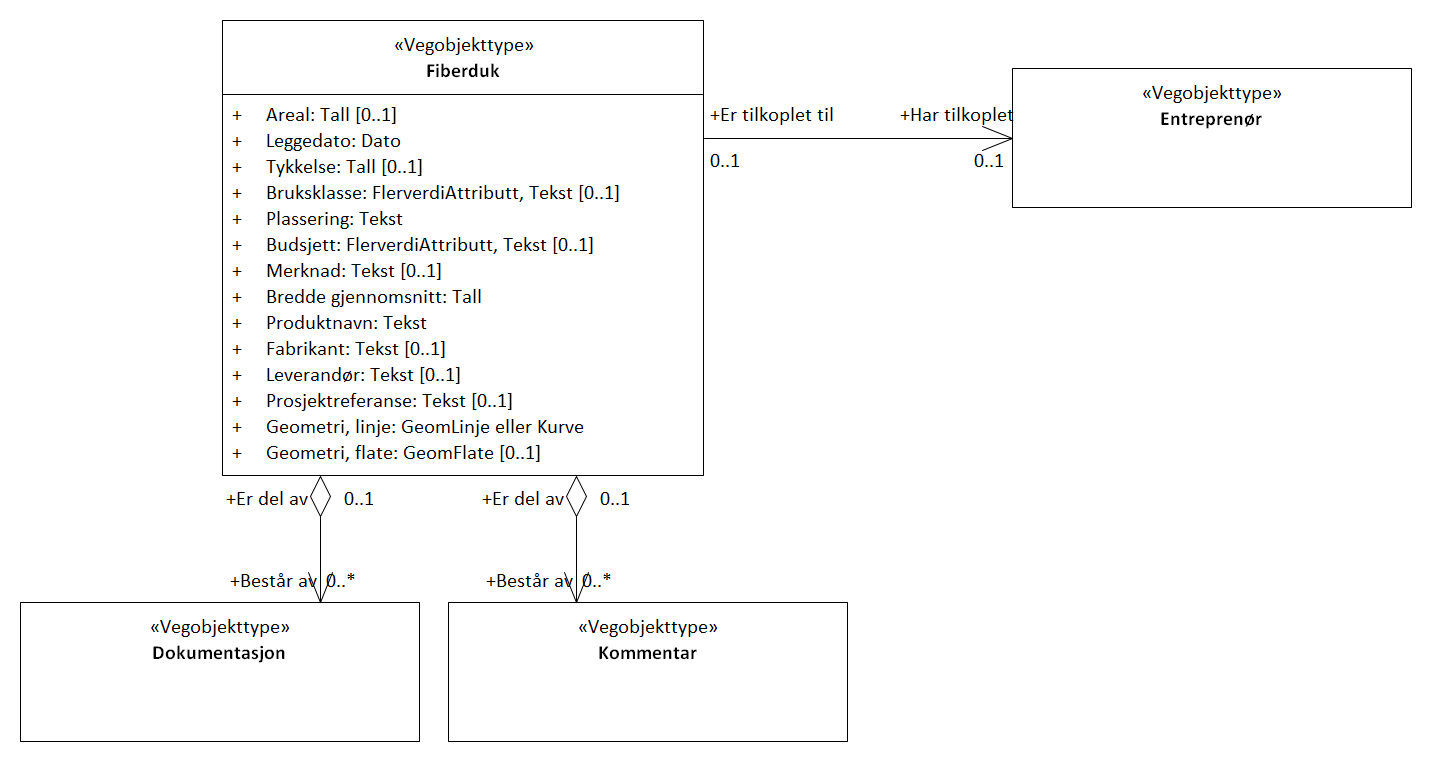 «Vegobjekttype»
Fiberduk
+ Areal: Tall [0..1]
+ Leggedato: Dato
+ Tykkelse: Tall [0..1]
+ Bruksklasse: FlerverdiAttributt, Tekst [0..1]
+ Plassering: Tekst
+ Budsjett: FlerverdiAttributt, Tekst [0..1]
+ Merknad: Tekst [0..1]
+ Bredde gjennomsnitt: Tall
+ Produktnavn: Tekst
+ Fabrikant: Tekst [0..1]
+ Leverandør: Tekst [0..1]
+ Prosjektreferanse: Tekst [0..1]
+ Geometri, linje: GeomLinje eller Kurve
+ Geometri, flate: GeomFlate [0..1]
+Er tilkoplet til
+Har tilkoplet
0..1
0..1
«Vegobjekttype»
Entreprenør
+Er del av 0..1
+Er del av 0..1
+Består av 0..*
+Består av 0..*
«Vegobjekttype»
Dokumentasjon
«Vegobjekttype»
Kommentar